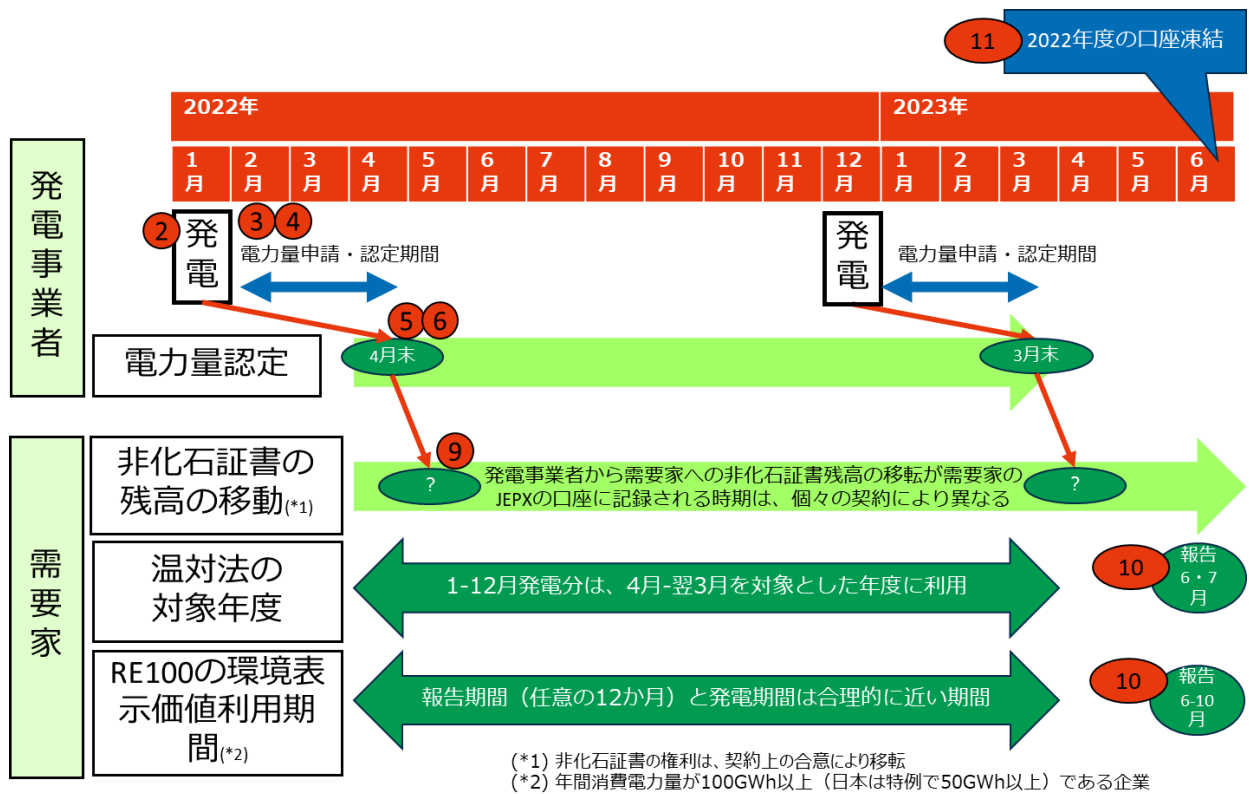 11
2022年度の口座凍結
2022年
2023年
1月
2月
3月
4月
5月
6月
7月
8月
9月
10月
11月
12月
1月
2月
3月
4月
5月
6月
発電事業者
2
発電
3
4
電力量申請・認定期間
発電
電力量申請・認定期間
5
6
電力量認定
4月末
3月末
需要家
非化石証書の
残高の移動(*1)
9
?
発電事業者から需要家への非化石証書残高の移転が需要家の
JEPXの口座に記録される時期は、個々の契約により異なる
?
温対法の
対象年度
1-12月発電分は、4月-翌3月を対象とした年度に利用
10
報告
6・7
月
RE100の環境表
示価値利用期
間(*2)
報告期間（任意の12か月）と発電期間は合理的に近い期間
10
報告
6-10
月
(*1) 非化石証書の権利は、契約上の合意により移転
(*2) 年間消費電力量が100GWh以上（日本は特例で50GWh以上）である企業